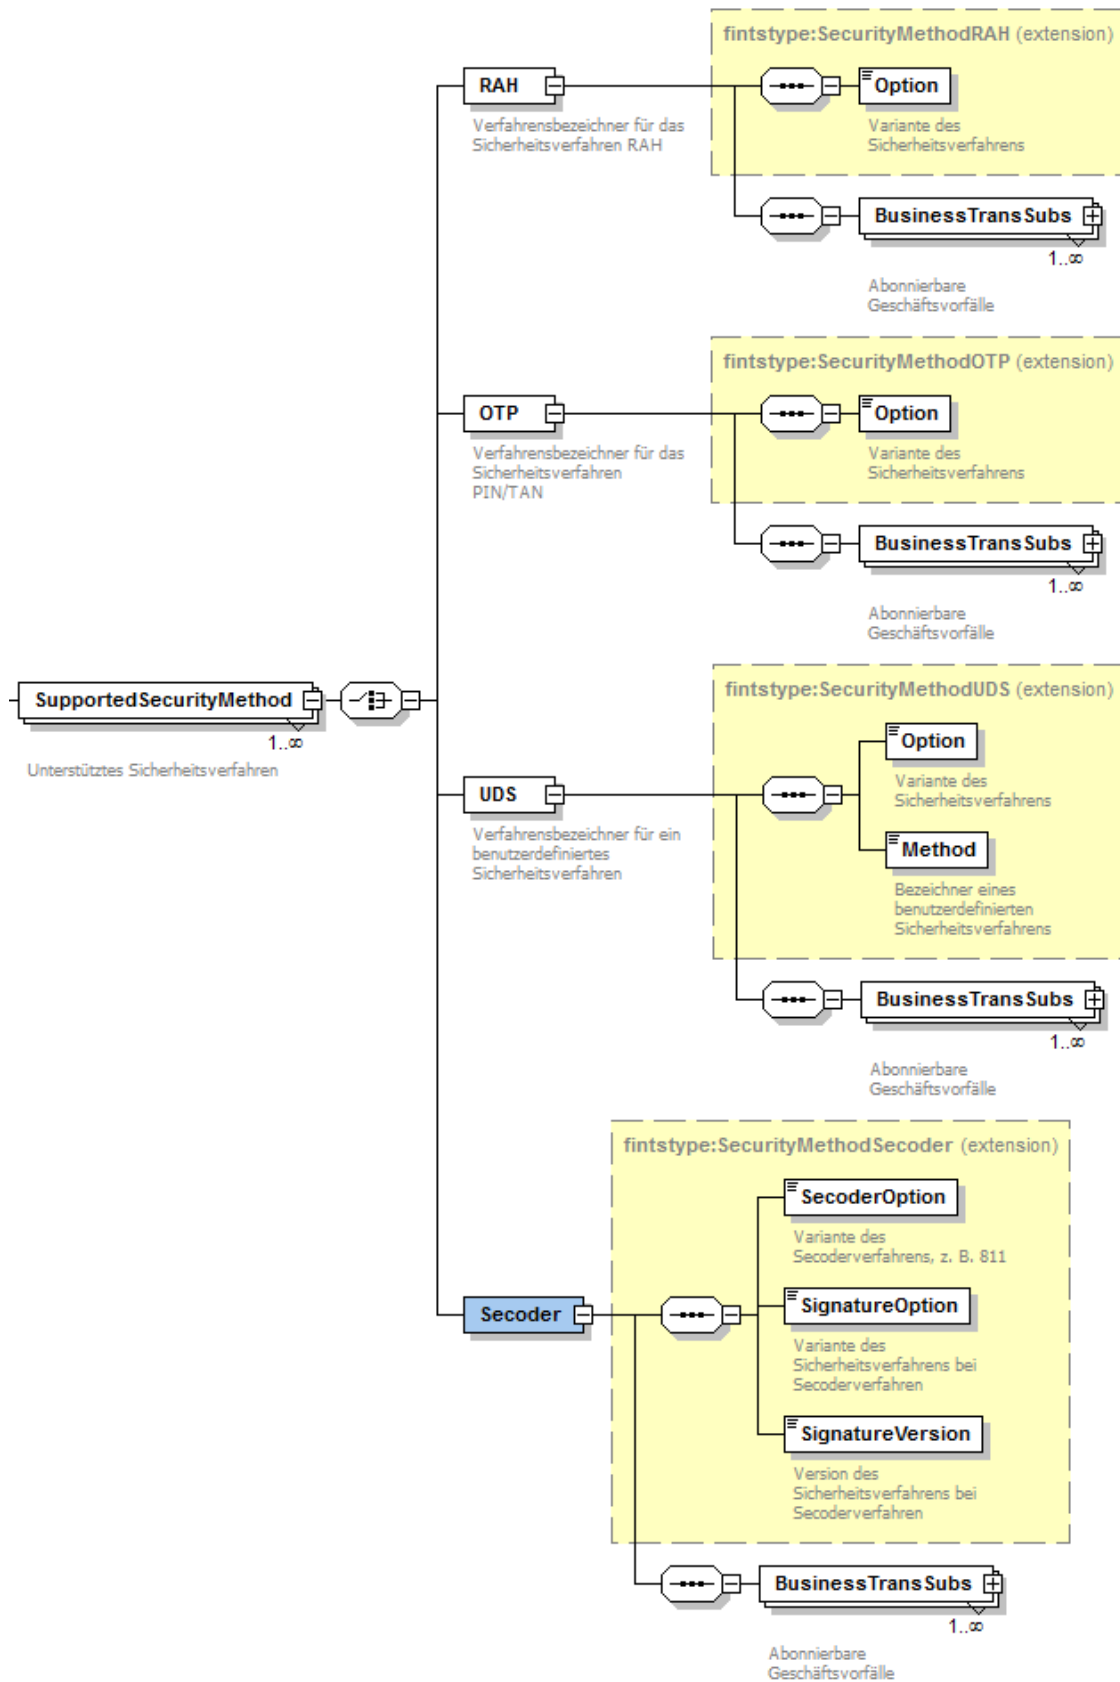 fintstype:SecurityMethodRAH (extension)
RAH
Option
Verfahrensbezeichner für das
Sicherheitsverfahren RAH
Variante des
Sicherheitsverfahrens
BusinessTransSubs
1..∞
Abonnierbare
Geschäftsvorfälle
fintstype:SecurityMethodOTP (extension)
OTP
Option
Verfahrensbezeichner für das
Sicherheitsverfahren
PIN/TAN
Variante des
Sicherheitsverfahrens
BusinessTransSubs
1..∞
Abonnierbare
Geschäftsvorfälle
SupportedSecurityMethod
1..∞
Unterstütztes Sicherheitsverfahren
fintstype:SecurityMethodUDS (extension)
Option
Variante des
Sicherheitsverfahrens
UDS
Verfahrensbezeichner für ein
benutzerdefiniertes
Sicherheitsverfahren
Method
Bezeichner eines
benutzerdefinierten
Sicherheitsverfahrens
BusinessTransSubs
1..∞
Abonnierbare
Geschäftsvorfälle
fintstype:SecurityMethodSecoder (extension)
SecoderOption
Variante des
Secoderverfahrens, z. B. 811
Secoder
SignatureOption
Variante des
Sicherheitsverfahrens bei
Secoderverfahren
SignatureVersion
Version des
Sicherheitsverfahrens bei
Secoderverfahren
BusinessTransSubs
1..∞
Abonnierbare
Geschäftsvorfälle